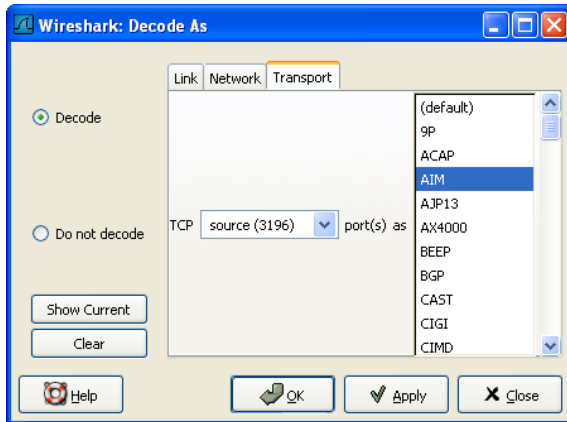 Wireshark: Decode As
Link Network Transport
Decode
Do not decode
TCP source (3196) port(s) as
(default)
9P
ACAP
AIM
AJP13
AX4000
BEEP
BGP
CAST
CIGI
CIMD
Show Current
Clear
Help OK Apply Close